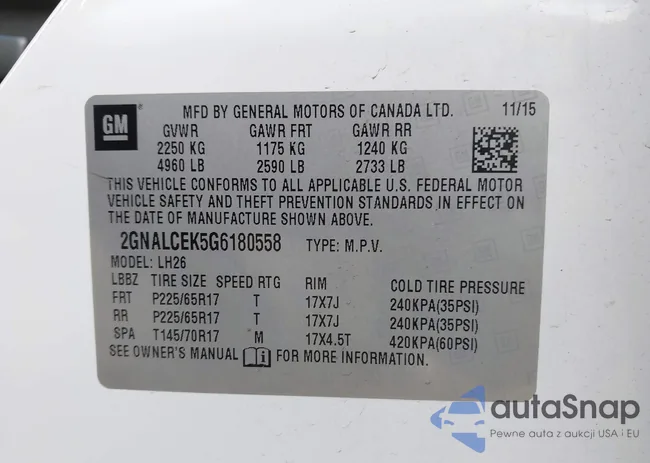 GM MFD BY GENERAL MOTORS OF CANADA LTD. 11/15
GVWR GAWR FRT GAWR RR
2250 KG 1175 KG 1240 KG
4960 LB 2590 LB 2733 LB
THIS VEHICLE CONFORMS TO ALL APPLICABLE U.S. FEDERAL MOTOR
VEHICLE SAFETY AND THEFT PREVENTION STANDARDS IN EFFECT ON
THE DATE OF MANUFACTURE SHOWN ABOVE.
2GNALCEK5G6180558 TYPE: M.P.V.
MODEL: LH26
LBBZ TIRE SIZE SPEED RTG RIM COLD TIRE PRESSURE
FRT P225/65R17 T 17X7J 240KPA(35PSI)
RR P225/65R17 T 17X7J 240KPA(35PSI)
SPA T145/70R17 M 17X4.5T 420KPA(60PSI)
SEE OWNER'S MANUAL FOR MORE INFORMATION.
autaSnap
Pewne auta z aukcji USA i EU